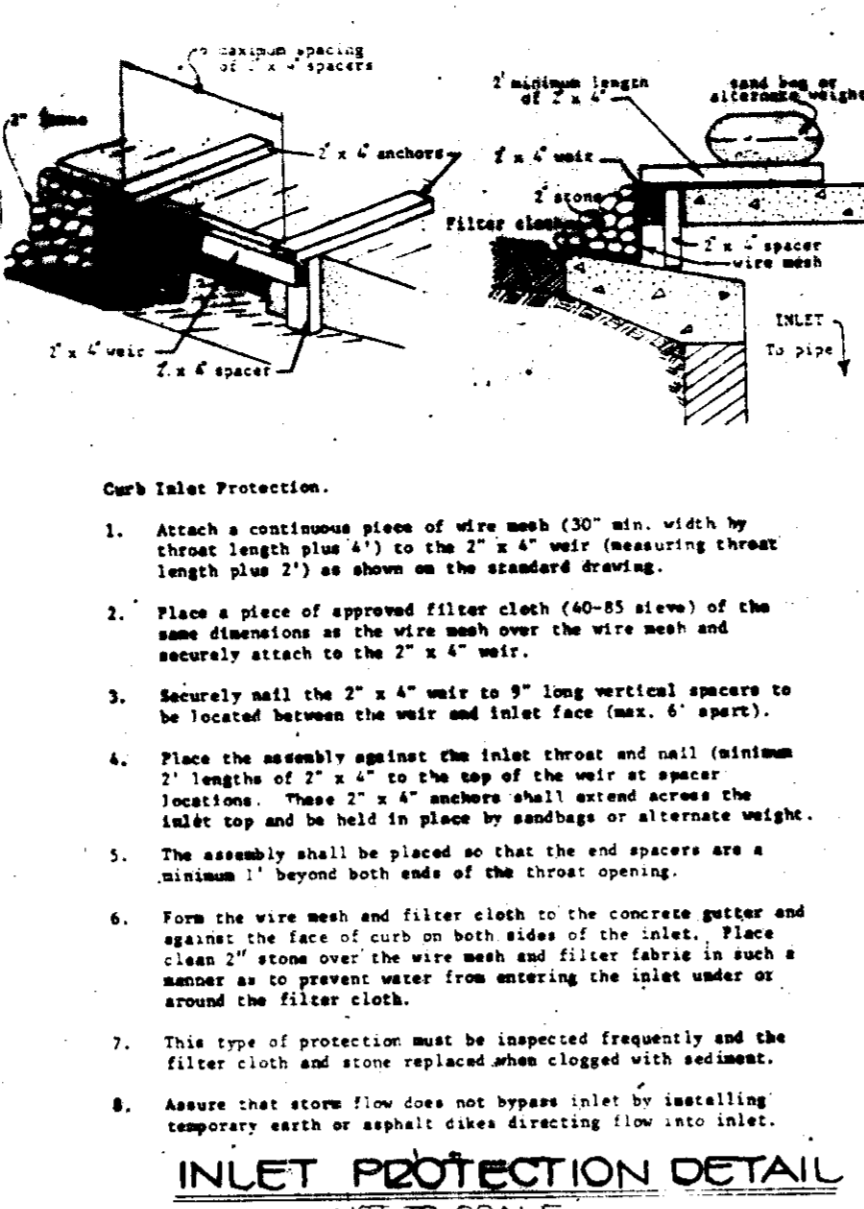 maximum spacing
of 2" x 4" spacers
2" x 4" anchors
2" x 4" weir
2" x 4" spacer
2' minimum length
of 2" x 4"
sand bag or
alternate weight
2" x 4" weir
2" stone
Filter cloth
2" x 4" spacer
wire mesh
INLET
To pipe
Curb Inlet Protection.
1. Attach a continuous piece of wire mesh (30" min. width by
throat length plus 4') to the 2" x 4" weir (measuring throat
length plus 2') as shown on the standard drawing.
2. Place a piece of approved filter cloth (40-85 sieve) of the
same dimensions as the wire mesh over the wire mesh and
securely attach to the 2" x 4" weir.
3. Securely nail the 2" x 4" weir to 9" long vertical spacers to
be located between the weir and inlet face (max. 6' apart).
4. Place the assembly against the inlet throat and nail (minimum
2' lengths of 2" x 4" to the top of the weir at spacer
locations. These 2" x 4" anchors shall extend across the
inlet top and be held in place by sandbags or alternate weight.
5. The assembly shall be placed so that the end spacers are a
minimum 1' beyond both ends of the throat opening.
6. Form the wire mesh and filter cloth to the concrete gutter and
against the face of curb on both sides of the inlet. Place
clean 2" stone over the wire mesh and filter fabric in such a
manner as to prevent water from entering the inlet under or
around the filter cloth.
7. This type of protection must be inspected frequently and the
filter cloth and stone replaced when clogged with sediment.
8. Assure that storm flow does not bypass inlet by installing
temporary earth or asphalt dikes directing flow into inlet.
INLET PROTECTION DETAIL